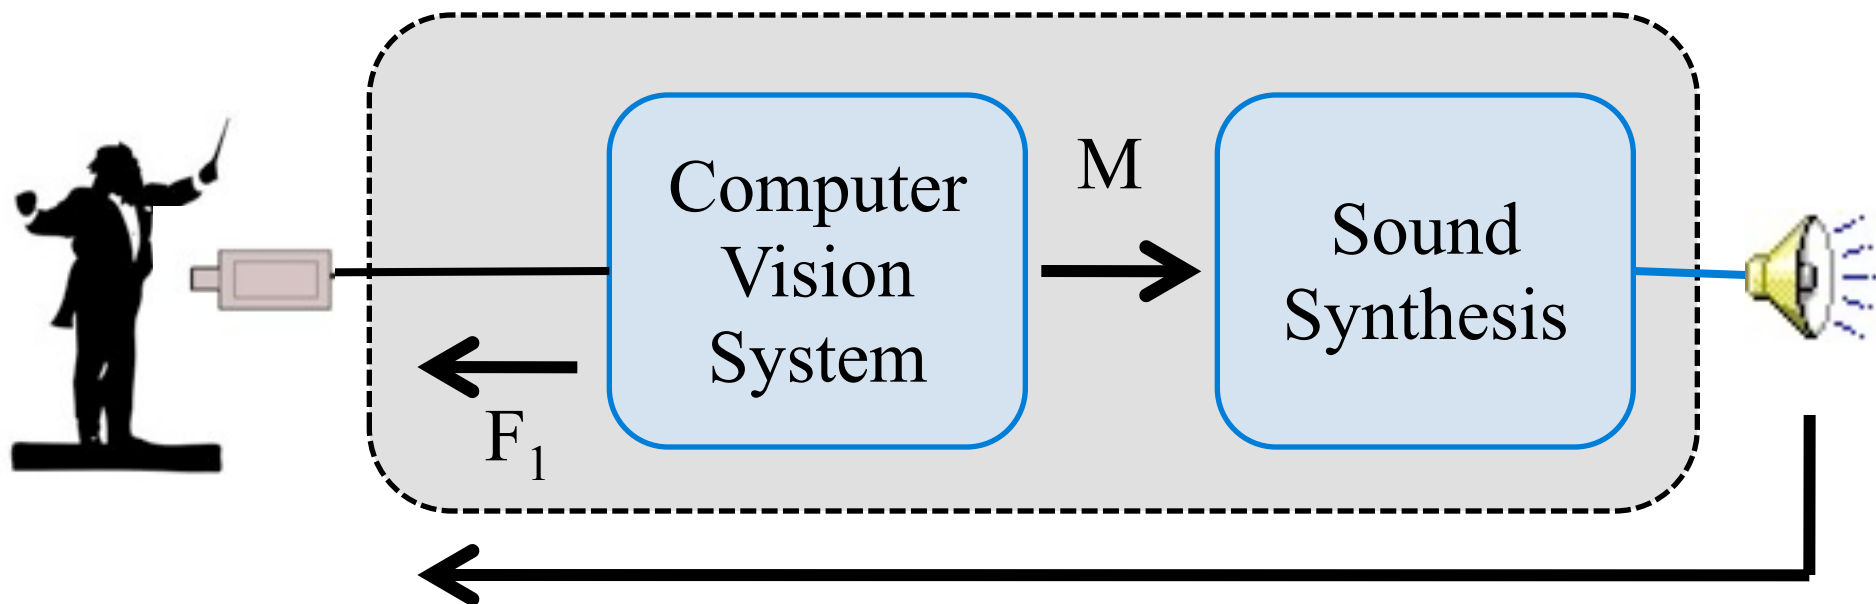 Computer
Vision
System
M
Sound
Synthesis
F₁